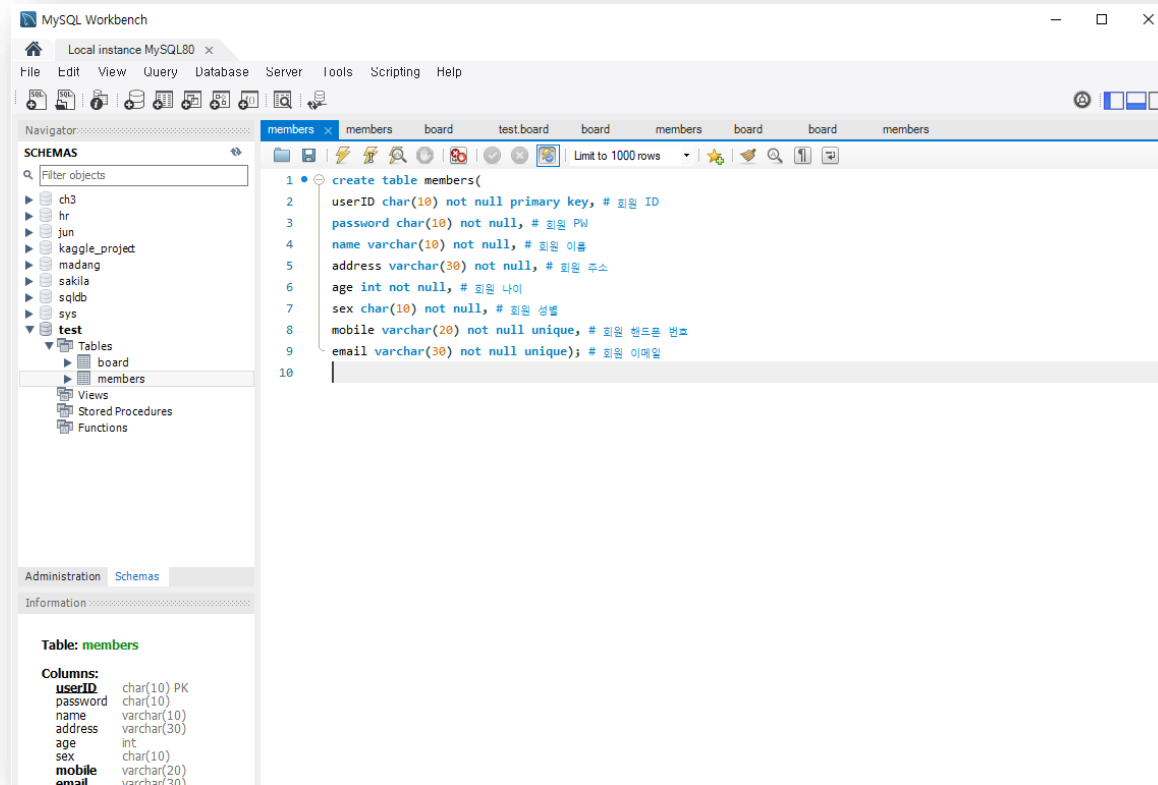 MySQL Workbench
Local instance MySQL80
File Edit View Query Database Server Tools Scripting Help
Navigator
SCHEMAS
Filter objects
ch3
hr
jun
kaggle_project
madang
sakila
sqldb
sys
test
Tables
board
members
Views
Stored Procedures
Functions
Administration Schemas
Information
Table: members
Columns:
userID char(10) PK
password char(10)
name varchar(10)
address varchar(30)
age int
sex char(10)
mobile varchar(20)
email varchar(30)
members members board test.board board members board board members
Limit to 1000 rows
1 create table members(
2 userID char(10) not null primary key, # 회원 ID
3 password char(10) not null, # 회원 PW
4 name varchar(10) not null, # 회원 이름
5 address varchar(30) not null, # 회원 주소
6 age int not null, # 회원 나이
7 sex char(10) not null, # 회원 성별
8 mobile varchar(20) not null unique, # 회원 핸드폰 번호
9 email varchar(30) not null unique); # 회원 이메일
10